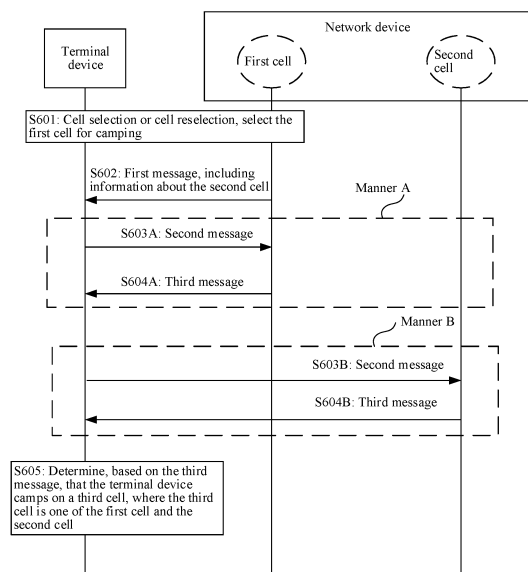 Network device
Terminal
device
First cell
Second
cell
S601: Cell selection or cell reselection, select the
first cell for camping
S602: First message, including
information about the second cell
Manner A
S603A: Second message
S604A: Third message
Manner B
S603B: Second message
S604B: Third message
S605: Determine, based on the third
message, that the terminal device
camps on a third cell, where the third
cell is one of the first cell and the
second cell